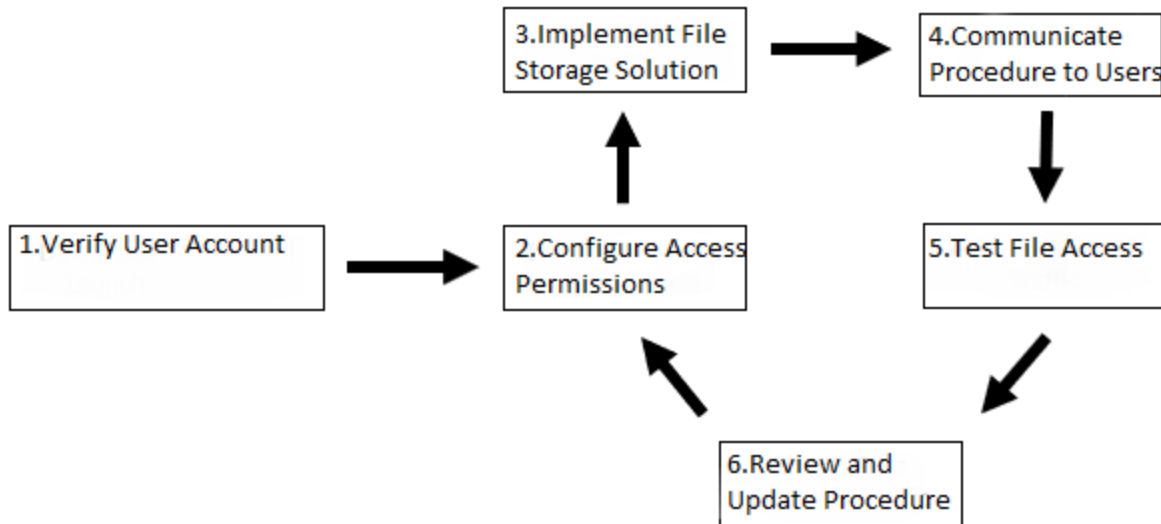 1.Verify User Account
2.Configure Access
Permissions
3.Implement File
Storage Solution
4.Communicate
Procedure to Users
5.Test File Access
6.Review and
Update Procedure